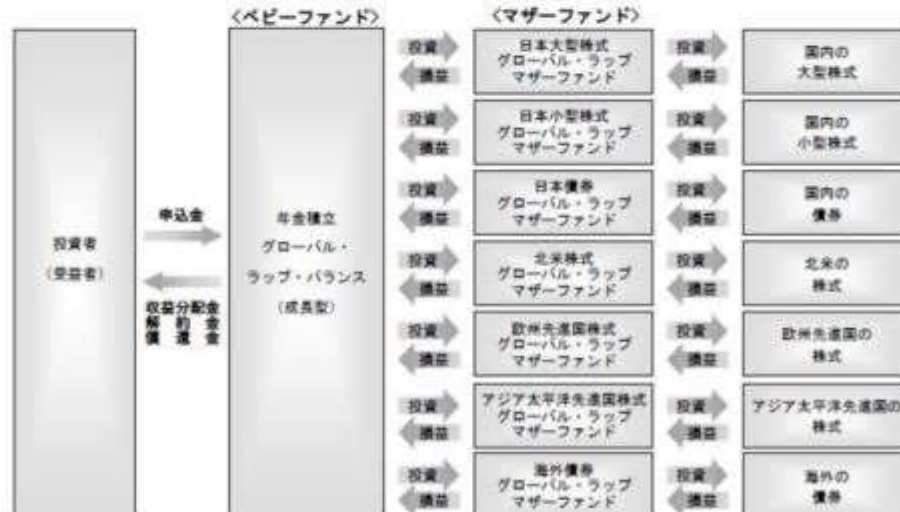 〈ベビーファンド〉
〈マザーファンド〉
投資者
(受益者)
申込金
収益分配金
解約金
償還金
年金積立
グローバル・
ラップ・バランス
(成長型)
投資
損益
日本大型株式
グローバル・ラップ
マザーファンド
投資
損益
国内の
大型株式
投資
損益
日本小型株式
グローバル・ラップ
マザーファンド
投資
損益
国内の
小型株式
投資
損益
日本債券
グローバル・ラップ
マザーファンド
投資
損益
国内の
債券
投資
損益
北米株式
グローバル・ラップ
マザーファンド
投資
損益
北米の
株式
投資
損益
欧州先進国株式
グローバル・ラップ
マザーファンド
投資
損益
欧州先進国の
株式
投資
損益
アジア太平洋先進国株式
グローバル・ラップ
マザーファンド
投資
損益
アジア太平洋先進国の
株式
投資
損益
海外債券
グローバル・ラップ
マザーファンド
投資
損益
海外の
債券